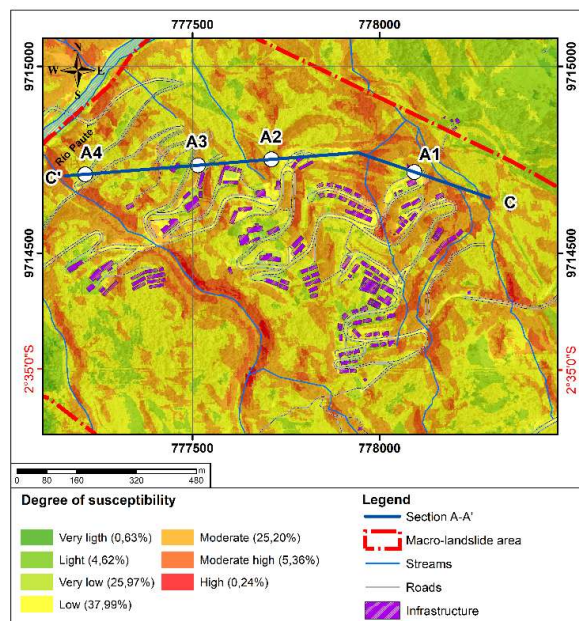 777500 778000
9715000 9715000
N
W E
S
Río Paute
A4 A3 A2 A1
C' C
9714500 9714500
2°35'0"S 2°35'0"S
777500 778000
0 80 160 320 480 m
Degree of susceptibility
Very ligth (0,63%)
Light (4,62%)
Very low (25,97%)
Low (37,99%)
Moderate (25,20%)
Moderate high (5,36%)
High (0,24%)
Legend
Section A-A'
Macro-landslide area
Streams
Roads
Infrastructure